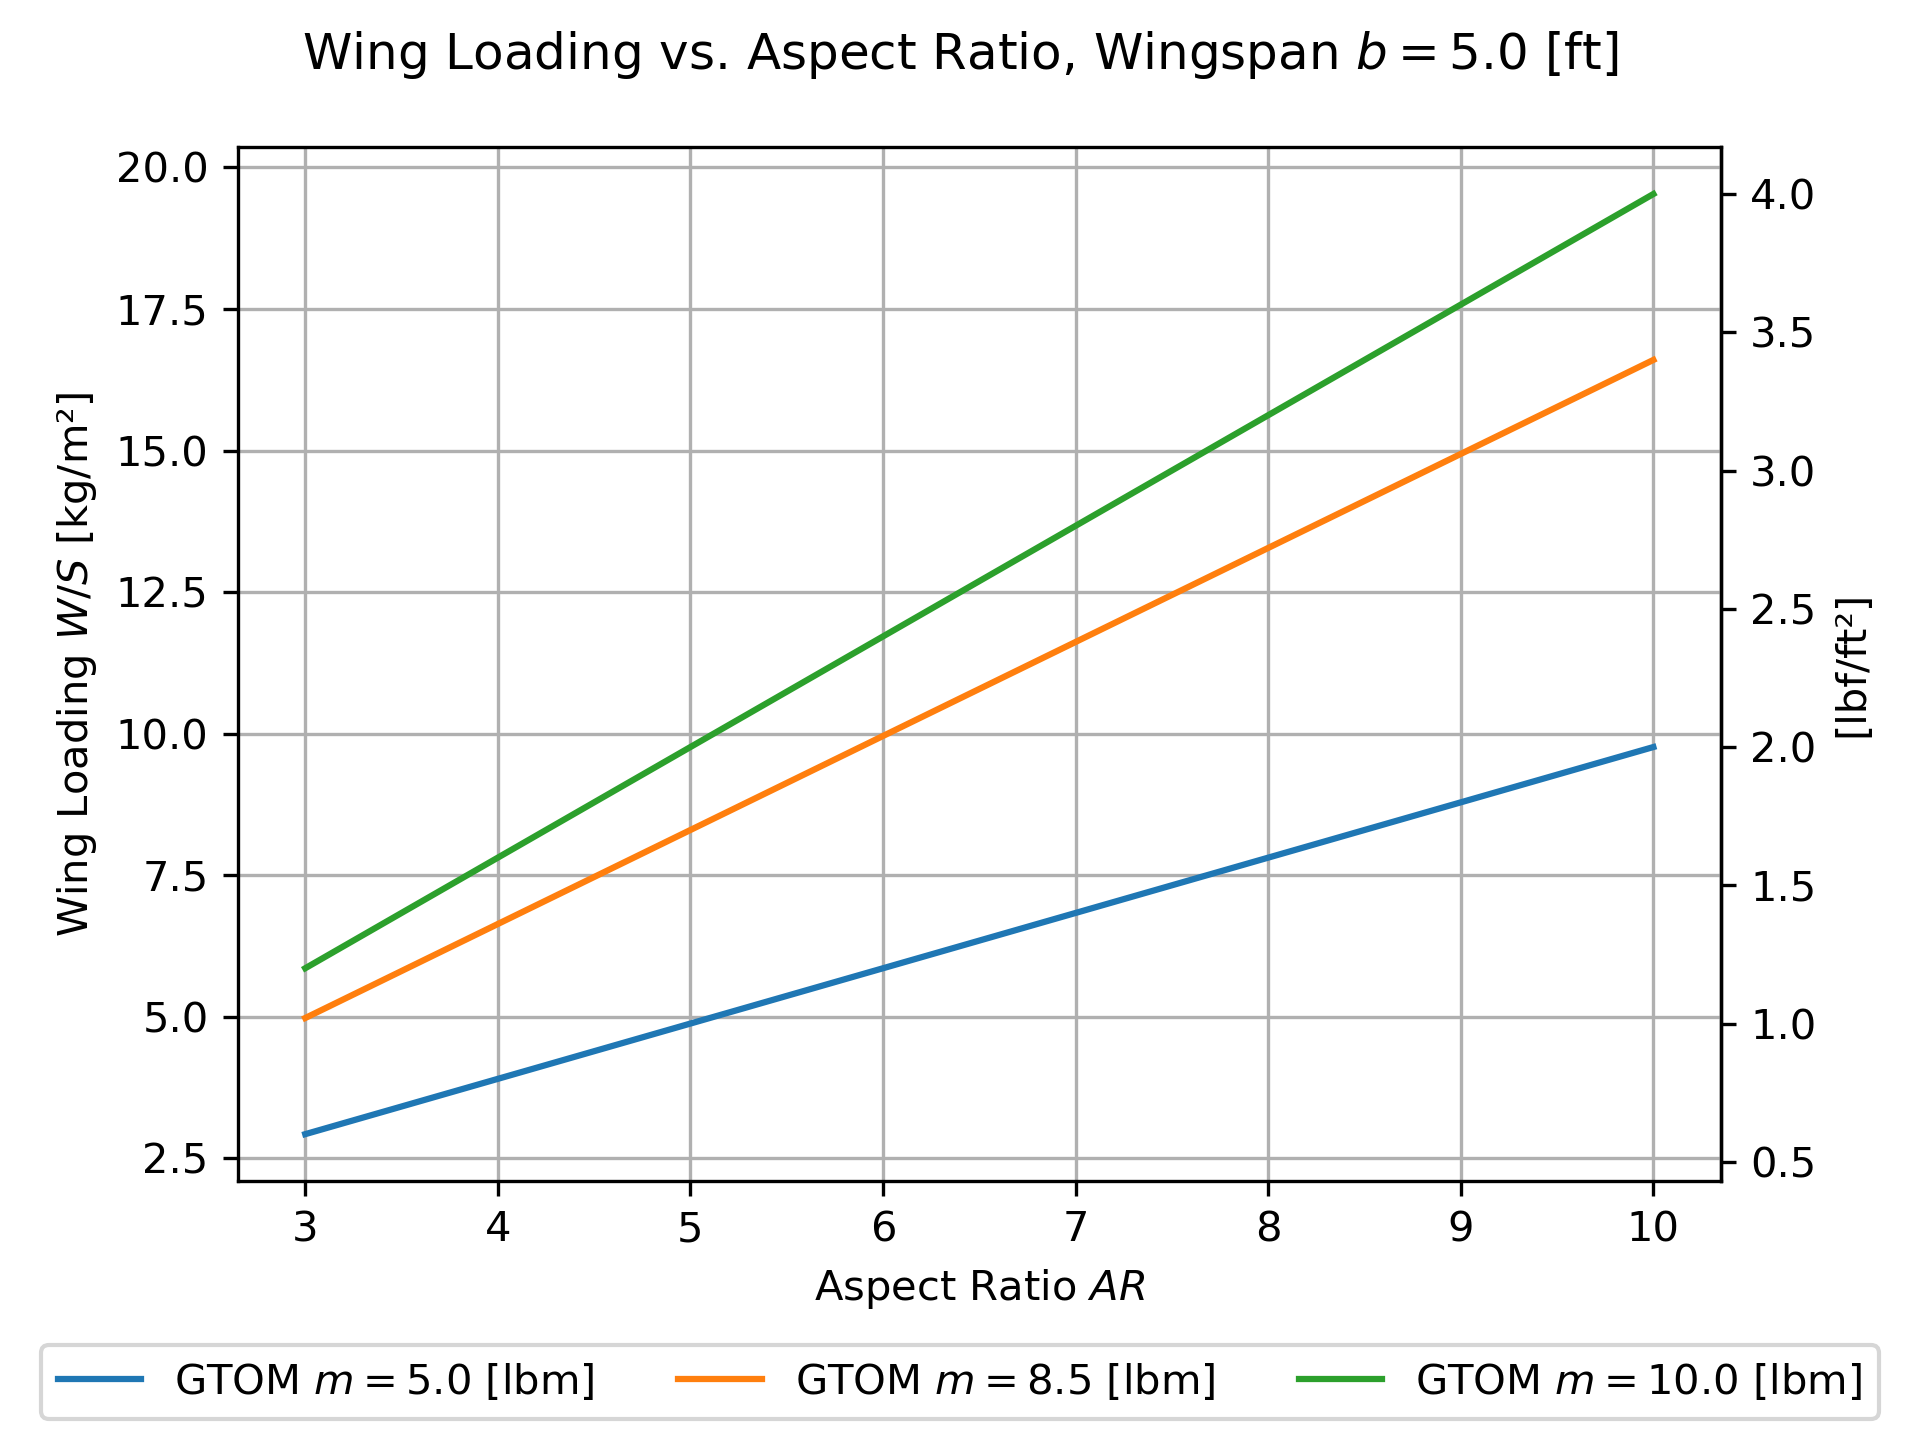 Wing Loading vs. Aspect Ratio, Wingspan b = 5.0 [ft]
Wing Loading W/S [kg/m²]
20.0
17.5
15.0
12.5
10.0
7.5
5.0
2.5
4.0
3.5
3.0
2.5
2.0
1.5
1.0
0.5
[lbf/ft²]
3 4 5 6 7 8 9 10
Aspect Ratio AR
GTOM m = 5.0 [lbm] GTOM m = 8.5 [lbm] GTOM m = 10.0 [lbm]